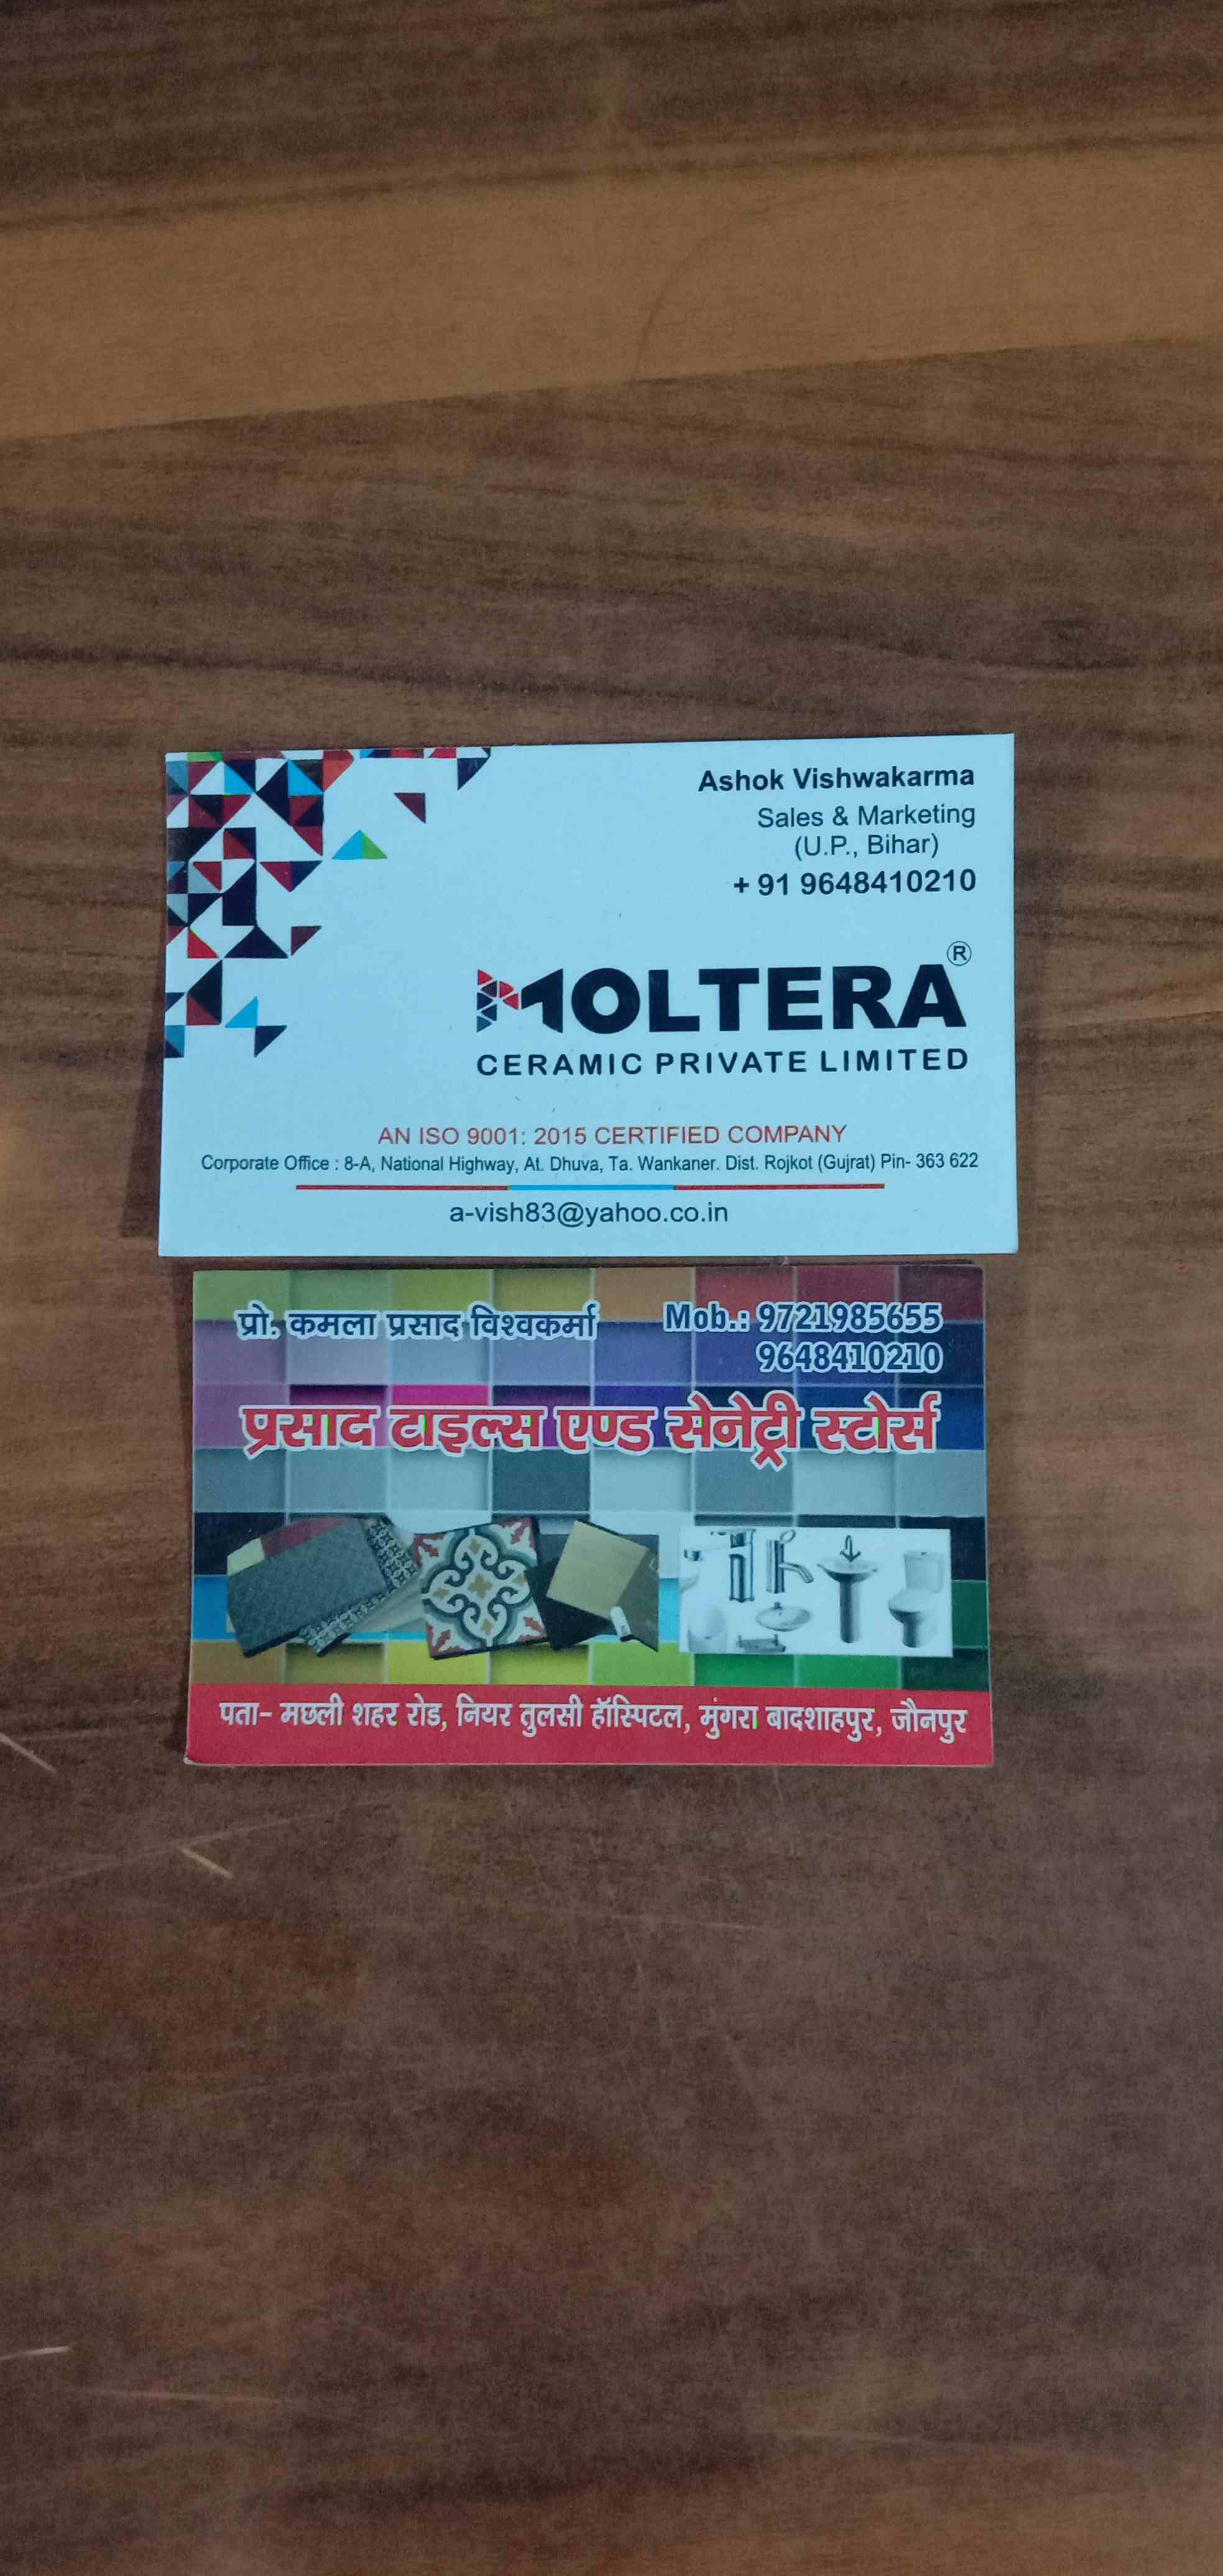 Ashok Vishwakarma
Sales & Marketing
(U.P., Bihar)
+ 91 9648410210
MOLTERA ®
CERAMIC PRIVATE LIMITED
AN ISO 9001: 2015 CERTIFIED COMPANY
Corporate Office : 8-A, National Highway, At. Dhuva, Ta. Wankaner. Dist. Rojkot (Gujrat) Pin- 363 622
a-vish83@yahoo.co.in
प्रो. कमला प्रसाद विश्वकर्मा Mob.: 9721985655
9648410210
प्रसाद टाइल्स एण्ड सेनेट्री स्टोर्स
पता- मछली शहर रोड, नियर तुलसी हॉस्पिटल, मुंगरा बादशाहपुर, जौनपुर